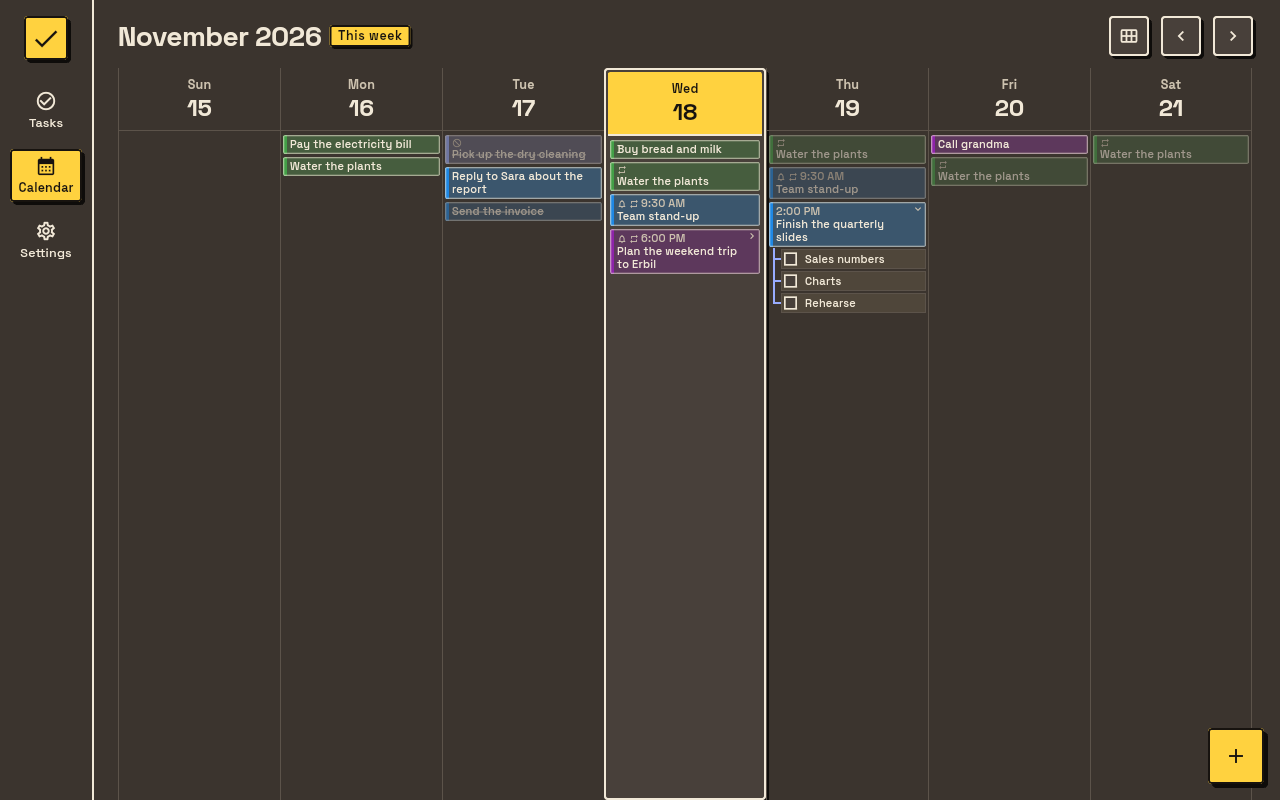 November 2026
This week
Tasks
Calendar
Settings
Sun
15
Mon
16
Pay the electricity bill
Water the plants
Tue
17
Pick up the dry cleaning
Reply to Sara about the
report
Send the invoice
Wed
18
Buy bread and milk
Water the plants
9:30 AM
Team stand-up
6:00 PM
Plan the weekend trip
to Erbil
Thu
19
Water the plants
9:30 AM
Team stand-up
2:00 PM
Finish the quarterly
slides
Sales numbers
Charts
Rehearse
Fri
20
Call grandma
Water the plants
Sat
21
Water the plants